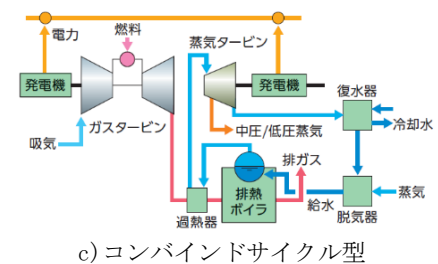 電力
燃料
蒸気タービン
発電機
発電機
復水器
ガスタービン
中圧/低圧蒸気
冷却水
吸気
排ガス
排熱
ボイラ
過熱器
給水
蒸気
脱気器
c)コンバインドサイクル型